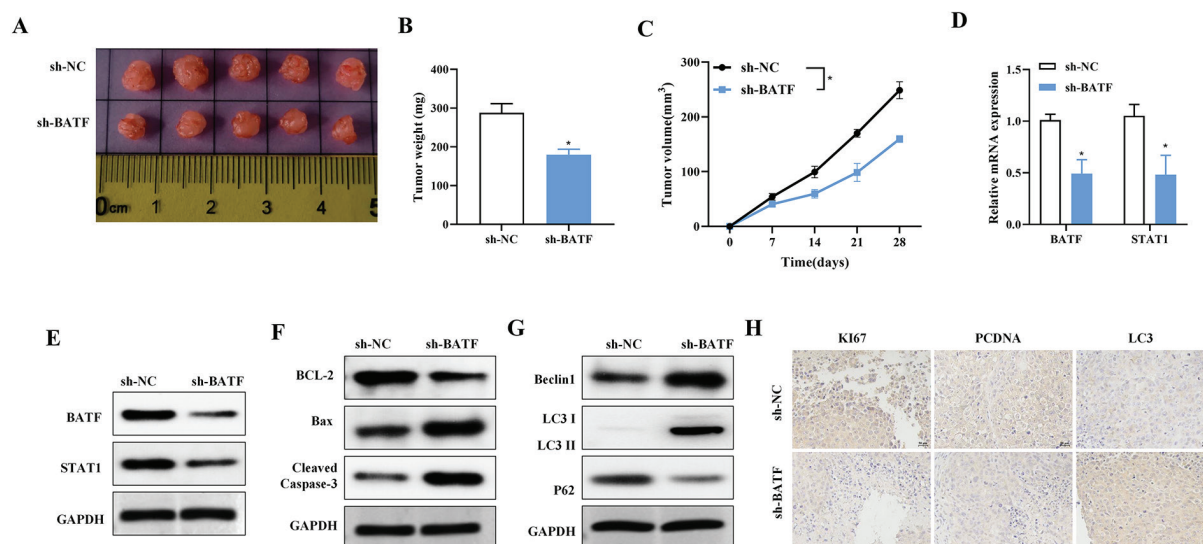 A
sh-NC
sh-BATF
0cm 1 2 3 4 5
B
Tumor weight (mg)
400
300
200
100
0
*
sh-NC sh-BATF
C
Tumor volume(mm3)
300
200
100
0
sh-NC
sh-BATF
*
0 7 14 21 28
Time(days)
D
sh-NC
sh-BATF
Relative mRNA expression
1.5
1.0
0.5
0.0
* *
BATF STAT1
E
sh-NC sh-BATF
BATF
STAT1
GAPDH
F
sh-NC sh-BATF
BCL-2
Bax
Cleaved
Caspase-3
GAPDH
G
sh-NC sh-BATF
Beclin1
LC3 I
LC3 II
P62
GAPDH
H
KI67 PCDNA LC3
sh-NC
sh-BATF